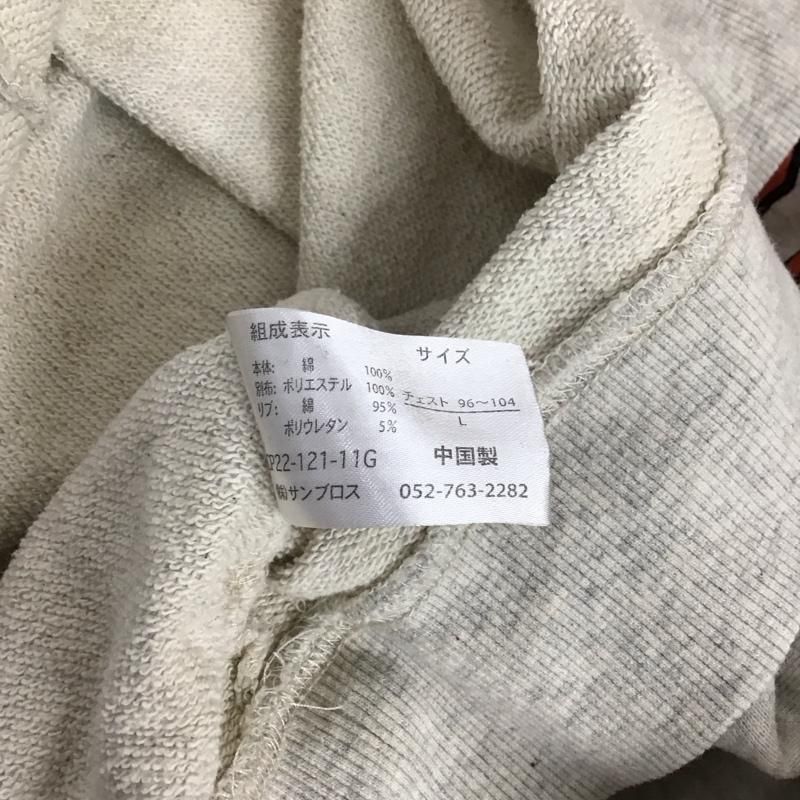 組成表示
本体: 綿 100%
別布: ポリエステル 100%
リブ: 綿 95%
ポリウレタン 5%
サイズ
チェスト 96～104
L
P22-121-11G
中国製
㈱サンブロス 052-763-2282